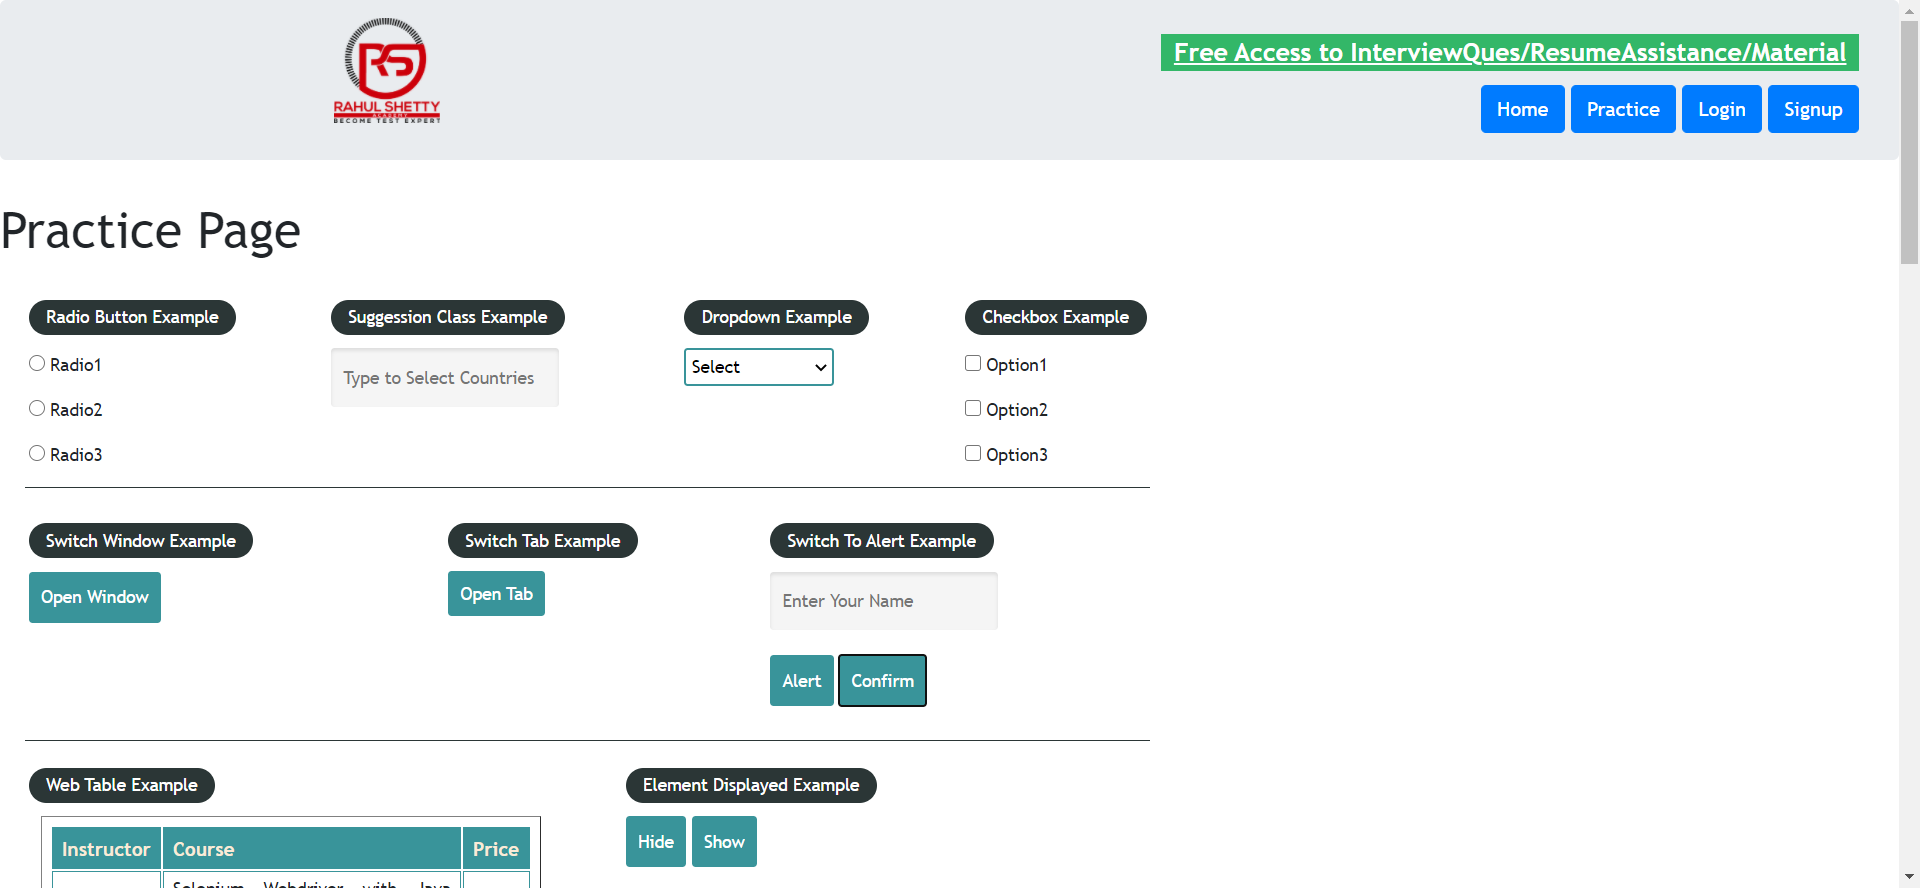 RS
RAHUL SHETTY
ACADEMY
BECOME TEST EXPERT
Free Access to InterviewQues/ResumeAssistance/Material
Home Practice Login Signup
Practice Page
Radio Button Example Suggession Class Example Dropdown Example Checkbox Example
Radio1 Type to Select Countries Select Option1
Radio2 Option2
Radio3 Option3
Switch Window Example Switch Tab Example Switch To Alert Example
Open Window Open Tab Enter Your Name
Alert Confirm
Web Table Example Element Displayed Example
Hide Show
Instructor Course Price
Selenium Webdriver with Java